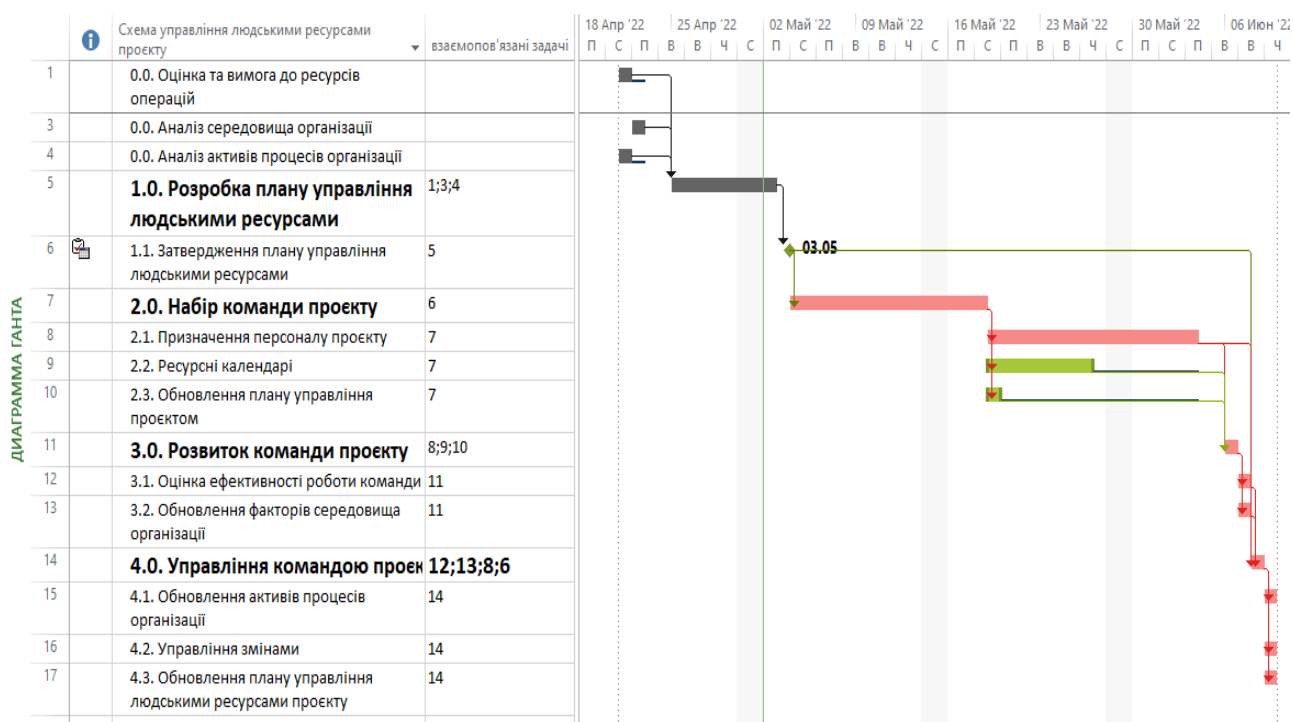 18 Апр '22 25 Апр '22 02 Май '22 09 Май '22 16 Май '22 23 Май '22 30 Май '22 06 Июн '22
Схема управління людськими ресурсами
проєкту взаємопов'язані задачі П С П В В Ч С П С П В В Ч С П С П В В Ч С П С П В В Ч
1 0.0. Оцінка та вимога до ресурсів
операцій
3 0.0. Аналіз середовища організації
4 0.0. Аналіз активів процесів організації
5 1.0. Розробка плану управління 1;3;4
людськими ресурсами
6 1.1. Затвердження плану управління 5 03.05
людськими ресурсами
7 2.0. Набір команди проєкту 6
8 2.1. Призначення персоналу проєкту 7
9 2.2. Ресурсні календарі 7
10 2.3. Обновлення плану управління 7
проєктом
11 3.0. Розвиток команди проєкту 8;9;10
12 3.1. Оцінка ефективності роботи команди 11
13 3.2. Обновлення факторів середовища 11
організації
14 4.0. Управління командою проєк 12;13;8;6
15 4.1. Обновлення активів процесів 14
організації
16 4.2. Управління змінами 14
17 4.3. Обновлення плану управління 14
людськими ресурсами проєкту
ДИАГРАММА ГАНТА